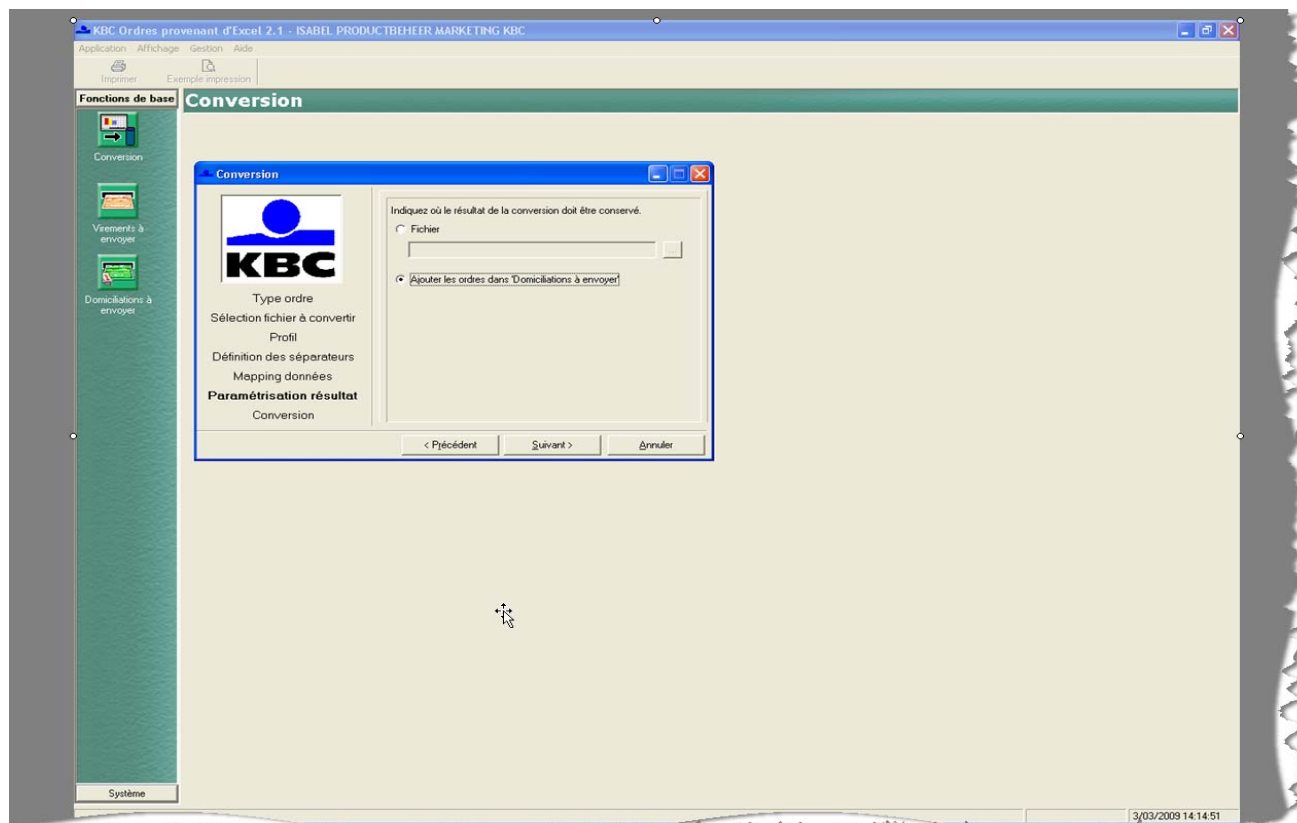 KBC Ordres provenant d'Excel 2.1 - ISABEL PRODUCTBEHEER MARKETING KBC
Application Affichage Gestion Aide
Imprimer Exemple impression
Fonctions de base
Conversion
Conversion
Virements à
envoyer
Domiciliations à
envoyer
Conversion
KBC
Type ordre
Sélection fichier à convertir
Profil
Définition des séparateurs
Mapping données
Paramétrisation résultat
Conversion
Indiquez où le résultat de la conversion doit être conservé.
Fichier
...
Ajouter les ordres dans 'Domiciliations à envoyer'
< Précédent
Suivant >
Annuler
Système
3/03/2009 14:14:51